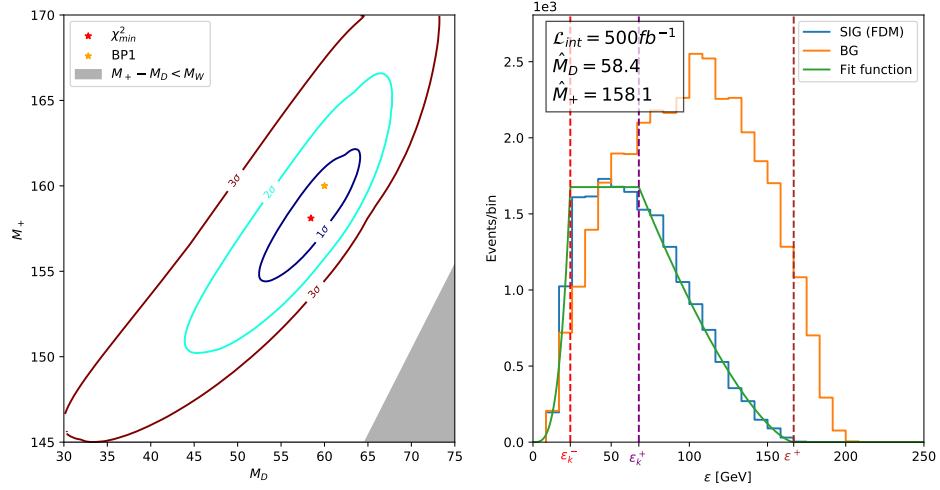 170
165
160
155
150
145
30 35 40 45 50 55 60 65 70 75
M_+
M_D
χ²_min
BP1
M_+ − M_D < M_W
3σ
2σ
1σ
3σ
1e3
2.5
2.0
1.5
1.0
0.5
0.0
0 50 100 150 200 250
Events/bin
ε [GeV]
ℒ_int = 500fb⁻¹
M̂_D = 58.4
M̂_+ = 158.1
SIG (FDM)
BG
Fit function
ε_k^−
ε_k^+
ε^+